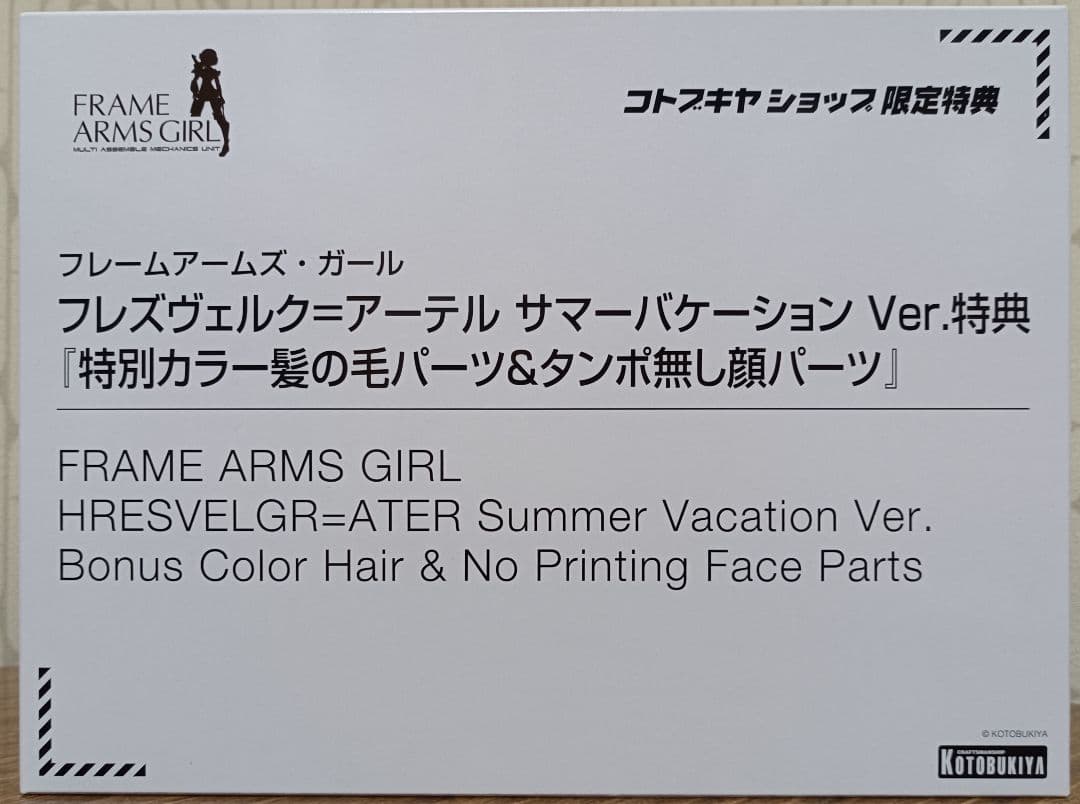 FRAME
ARMS GIRL
MULTI ASSEMBLE MECHANICS UNIT
コトブキヤ ショップ 限定特典
フレームアームズ・ガール
フレズヴェルク=アーテル サマーバケーション Ver.特典
『特別カラー髪の毛パーツ&タンポ無し顔パーツ』
FRAME ARMS GIRL
HRESVELGR=ATER Summer Vacation Ver.
Bonus Color Hair & No Printing Face Parts
© KOTOBUKIYA
CRAFTSMANSHIP
KOTOBUKIYA